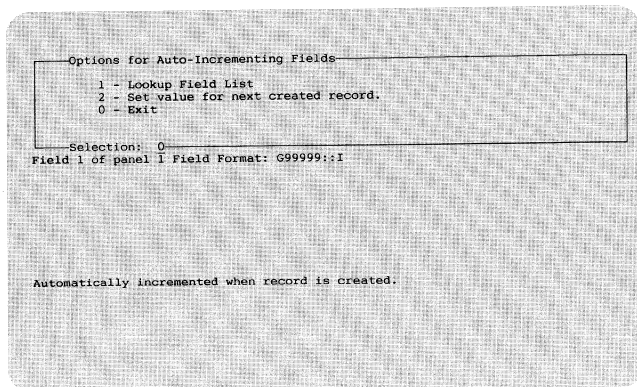 Options for Auto-Incrementing Fields
1 - Lookup Field List
2 - Set value for next created record.
0 - Exit
Selection: 0
Field 1 of panel 1 Field Format: G99999::I
Automatically incremented when record is created.